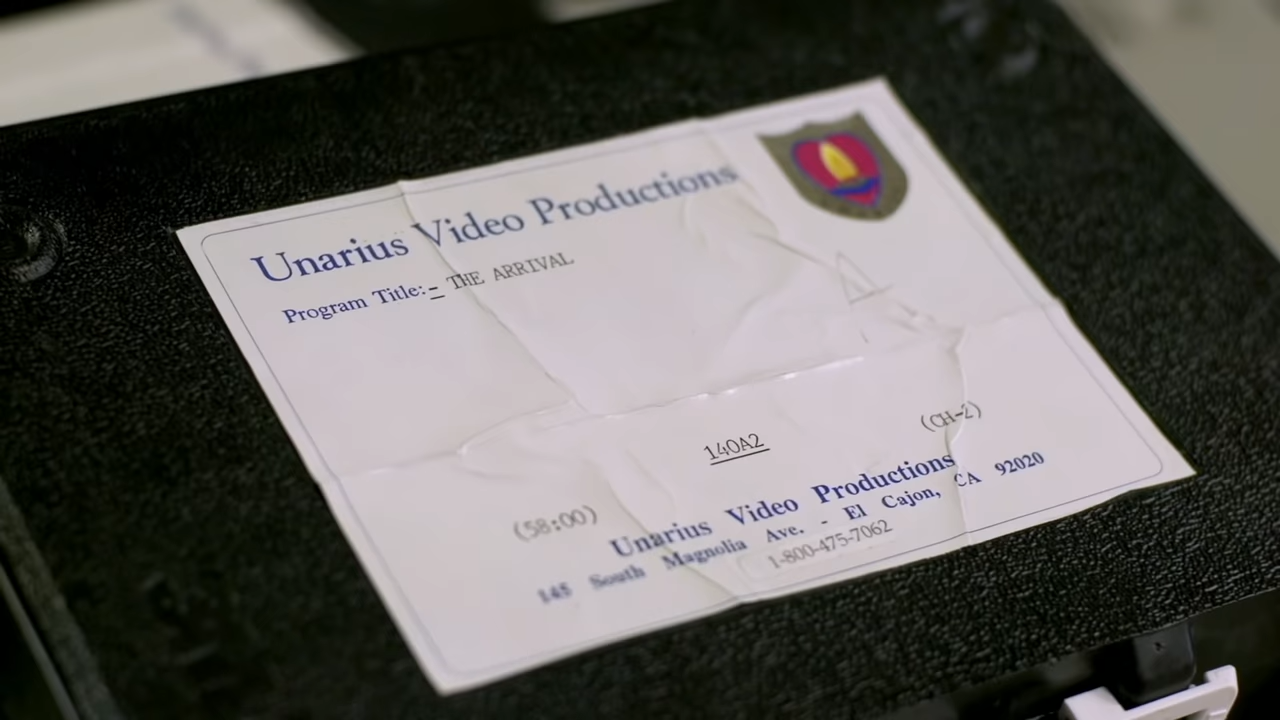 Unarius Video Productions
Program Title:- THE ARRIVAL
140A2
(CH-2)
(58:00)
Unarius Video Productions
145 South Magnolia Ave. - El Cajon, CA 92020
1-800-475-7062